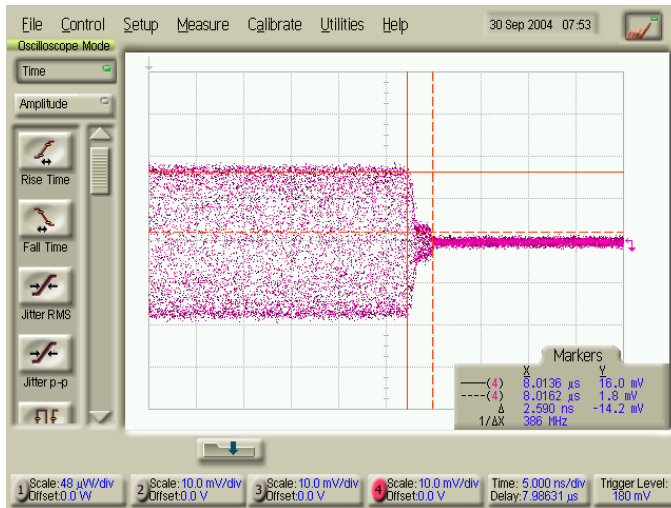 File Control Setup Measure Calibrate Utilities Help 30 Sep 2004 07:53
Oscilloscope Mode
Time
Amplitude
Rise Time
Fall Time
Jitter RMS
Jitter p-p
Markers
X Y
——(4) 8.0136 µs 16.0 mV
----(4) 8.0162 µs 1.8 mV
Δ 2.590 ns -14.2 mV
1/ΔX 386 MHz
1 Scale:48 µW/div
Offset:0.0 W
2 Scale:10.0 mV/div
Offset:0.0 V
3 Scale:10.0 mV/div
Offset:0.0 V
4 Scale:10.0 mV/div
Offset:0.0 V
Time: 5.000 ns/div
Delay:7.98631 µs
Trigger Level:
180 mV